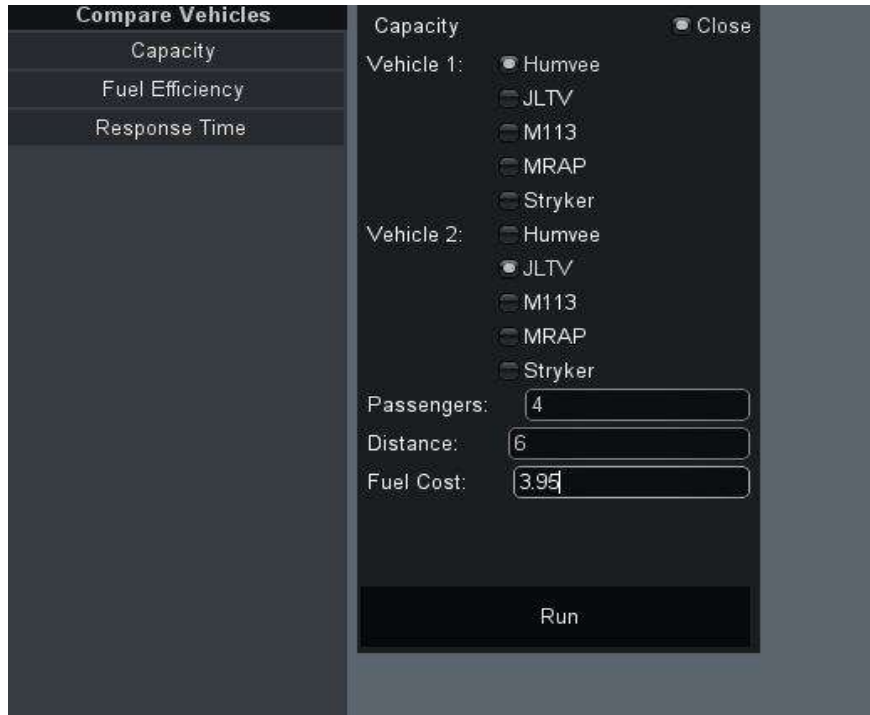 Compare Vehicles
Capacity
Fuel Efficiency
Response Time
Capacity Close
Vehicle 1: Humvee
JLTV
M113
MRAP
Stryker
Vehicle 2: Humvee
JLTV
M113
MRAP
Stryker
Passengers: 4
Distance: 6
Fuel Cost: 3.95
Run